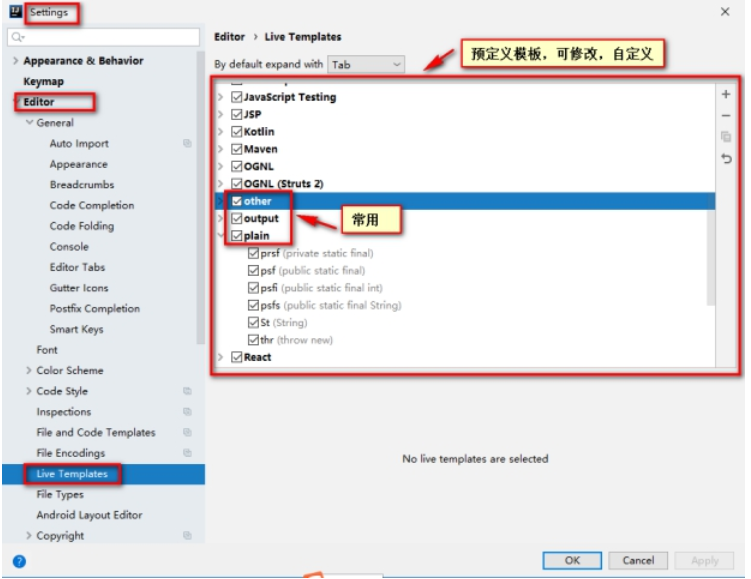 Settings
Appearance & Behavior
Keymap
Editor
General
Auto Import
Appearance
Breadcrumbs
Code Completion
Code Folding
Console
Editor Tabs
Gutter Icons
Postfix Completion
Smart Keys
Font
Color Scheme
Code Style
Inspections
File and Code Templates
File Encodings
Live Templates
File Types
Android Layout Editor
Copyright
Editor › Live Templates
By default expand with Tab
预定义模板，可修改，自定义
JavaScript Testing
JSP
Kotlin
Maven
OGNL
OGNL (Struts 2)
other
output
常用
plain
prsf (private static final)
psf (public static final)
psfi (public static final int)
psfs (public static final String)
St (String)
thr (throw new)
React
No live templates are selected
OK Cancel Apply